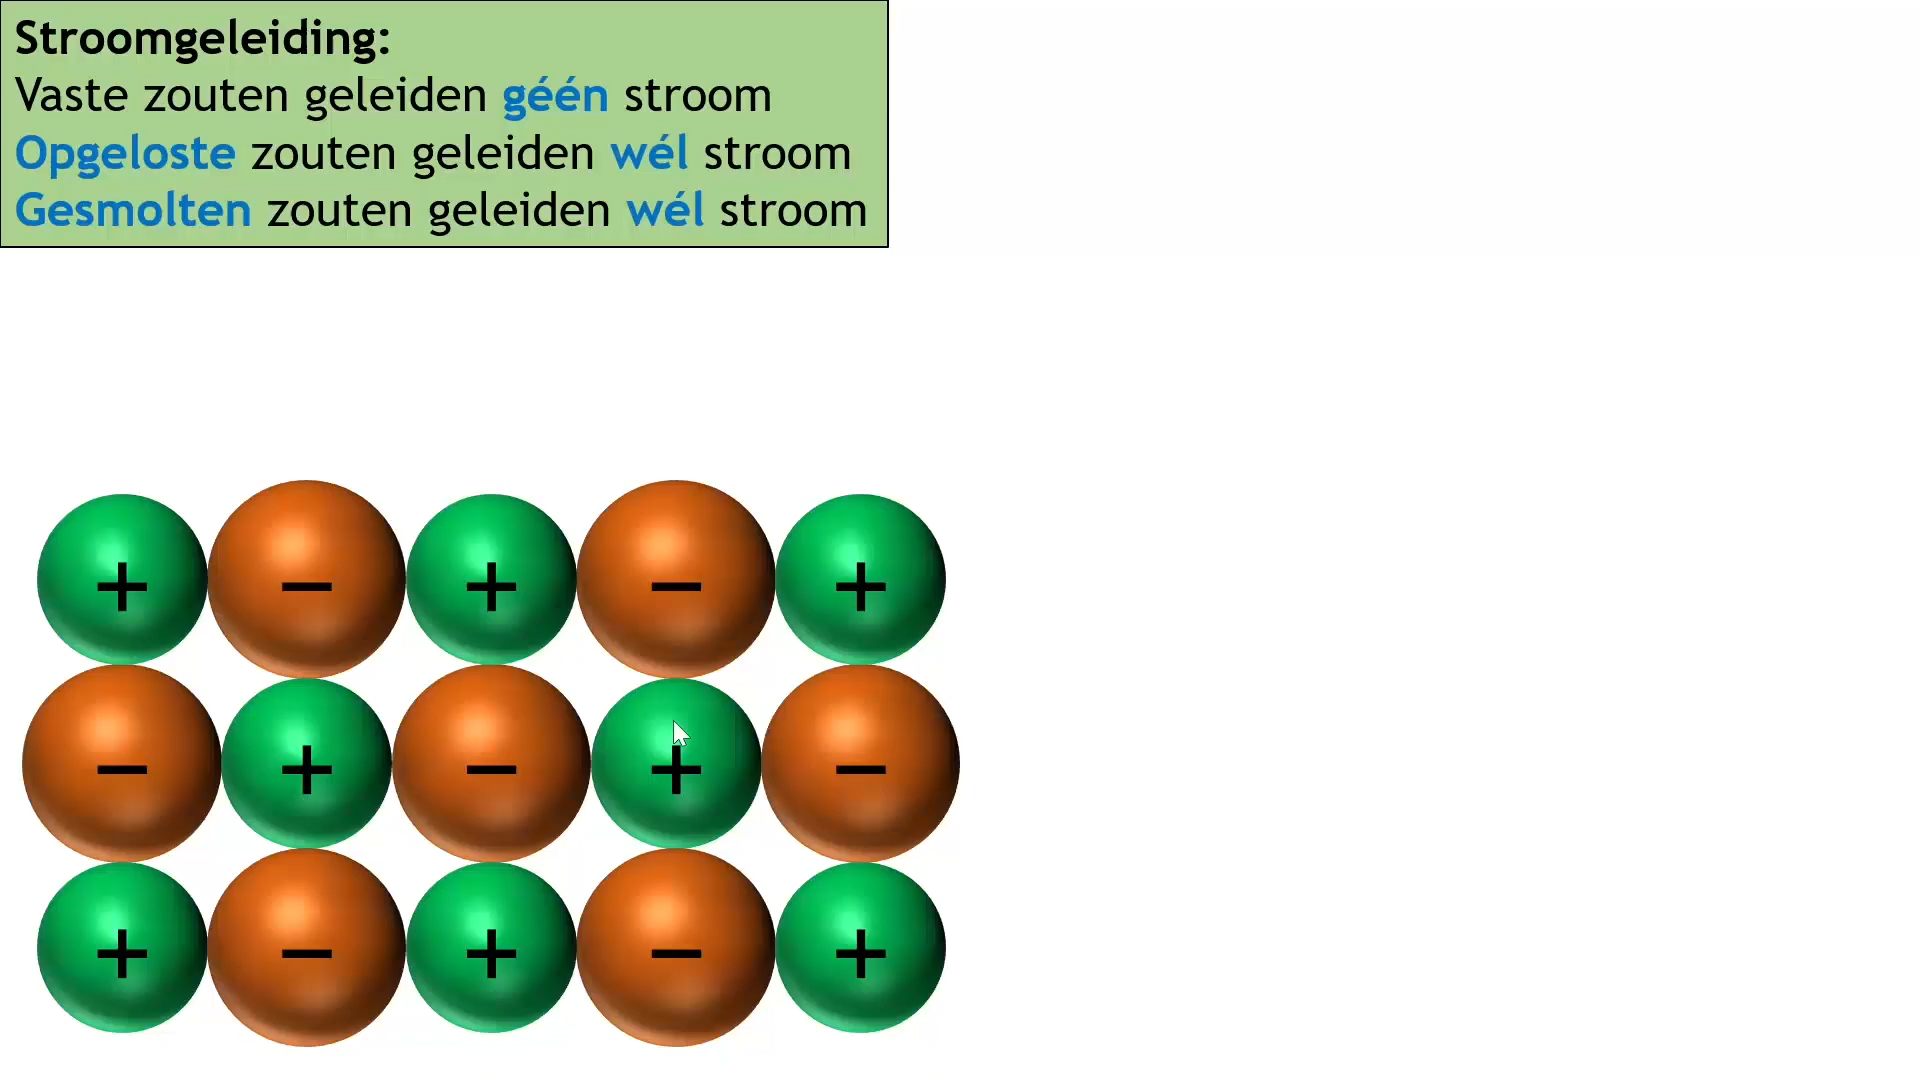 Stroomgeleiding:
Vaste zouten geleiden géén stroom
Opgeloste zouten geleiden wél stroom
Gesmolten zouten geleiden wél stroom
+ − + − +
− + − + −
+ − + − +